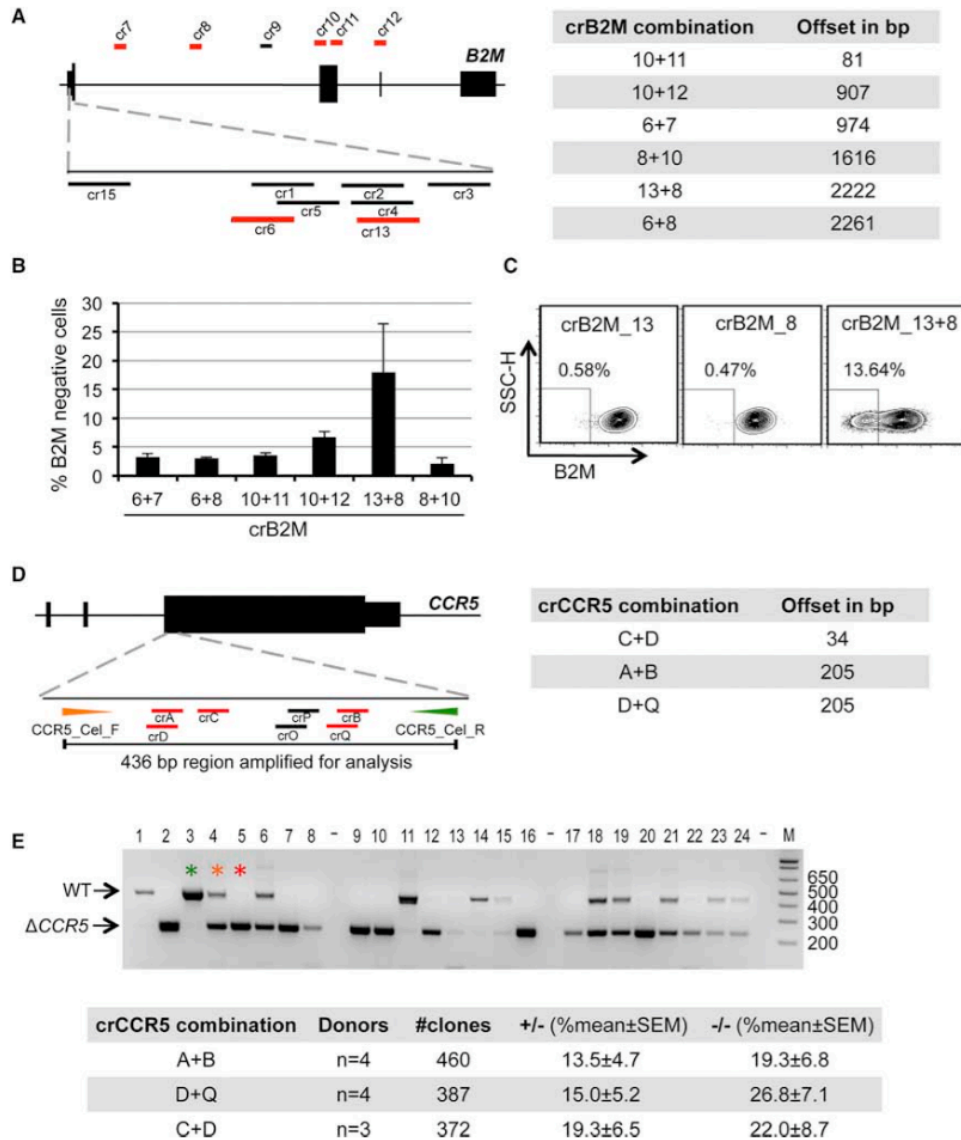 A
cr7
cr8
cr9
cr10
cr11
cr12
B2M
cr15
cr1
cr5
cr6
cr2
cr4
cr13
cr3
crB2M combination Offset in bp
10+11 81
10+12 907
6+7 974
8+10 1616
13+8 2222
6+8 2261
B
% B2M negative cells
30
25
20
15
10
5
0
6+7 6+8 10+11 10+12 13+8 8+10
crB2M
C
SSC-H
crB2M_13 crB2M_8 crB2M_13+8
0.58% 0.47% 13.64%
B2M
D
CCR5
crA crC crP crB
CCR5_Cel_F crD crO crQ CCR5_Cel_R
436 bp region amplified for analysis
crCCR5 combination Offset in bp
C+D 34
A+B 205
D+Q 205
E
1 2 3 4 5 6 7 8 - 9 10 11 12 13 14 15 16 - 17 18 19 20 21 22 23 24 - M
* * *
WT
ΔCCR5
650
500
400
300
200
crCCR5 combination Donors #clones +/- (%mean±SEM) -/- (%mean±SEM)
A+B n=4 460 13.5±4.7 19.3±6.8
D+Q n=4 387 15.0±5.2 26.8±7.1
C+D n=3 372 19.3±6.5 22.0±8.7